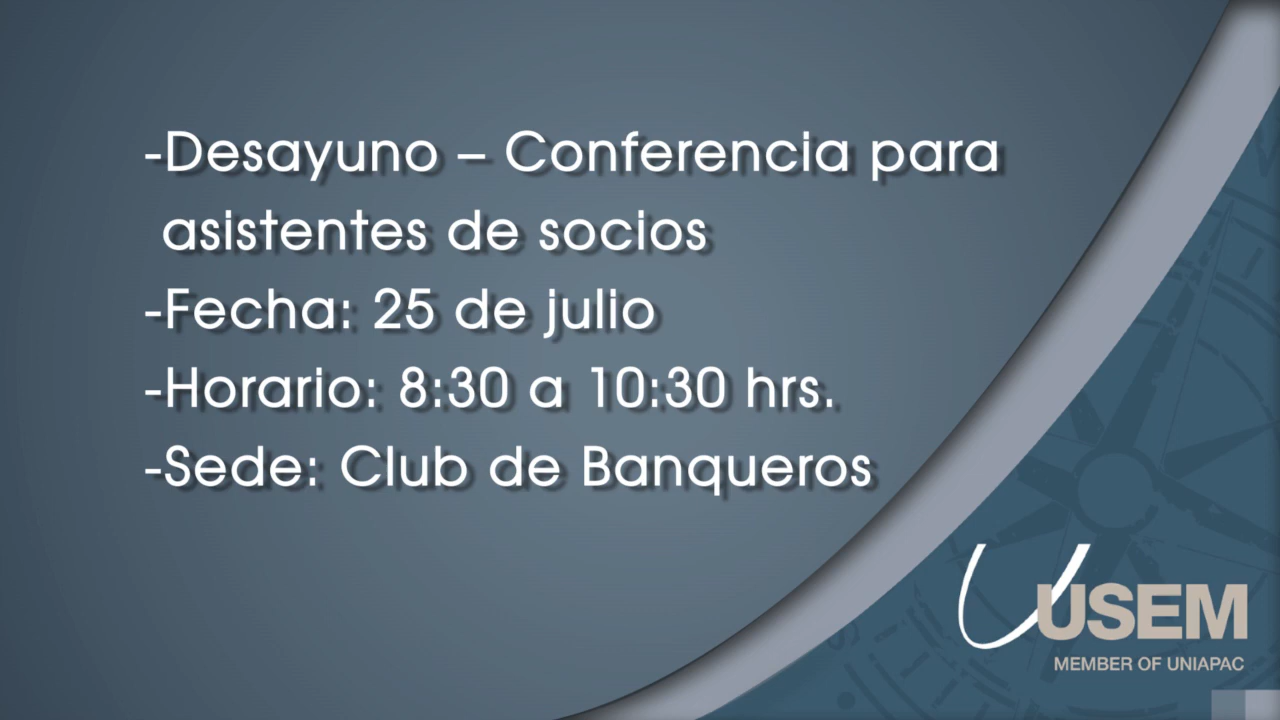 -Desayuno – Conferencia para
asistentes de socios
-Fecha: 25 de julio
-Horario: 8:30 a 10:30 hrs.
-Sede: Club de Banqueros
USEM
MEMBER OF UNIAPAC